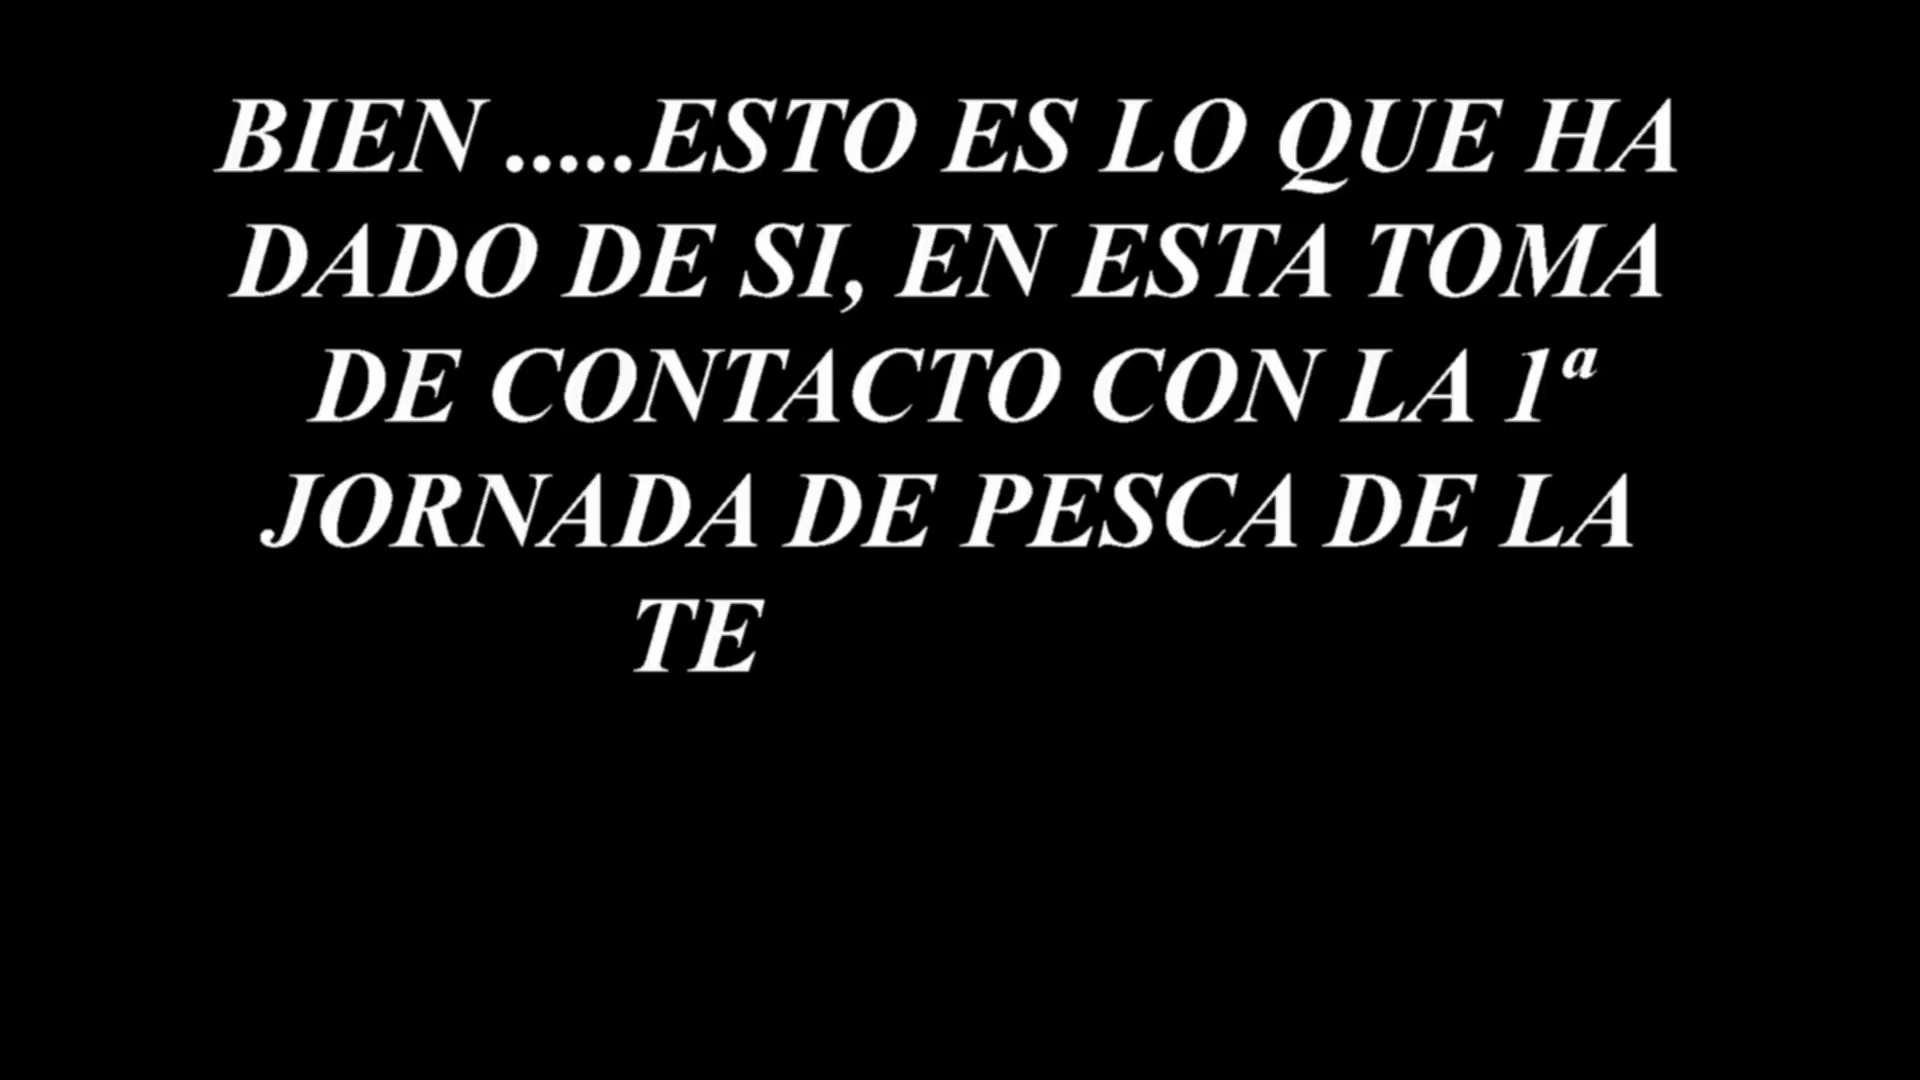 BIEN .....ESTO ES LO QUE HA
DADO DE SI, EN ESTA TOMA
DE CONTACTO CON LA 1ª
JORNADA DE PESCA DE LA
TE